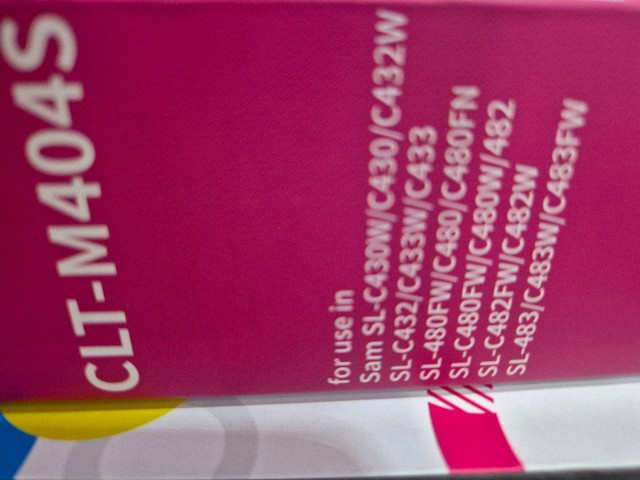 CLT-M404S
for use in
Sam SL-C430W/C430/C432W
SL-C432/C433W/C433
SL-480FW/C480/C480FN
SL-C480FW/C480W/482
SL-C482FW/C482W
SL-483/C483W/C483FW